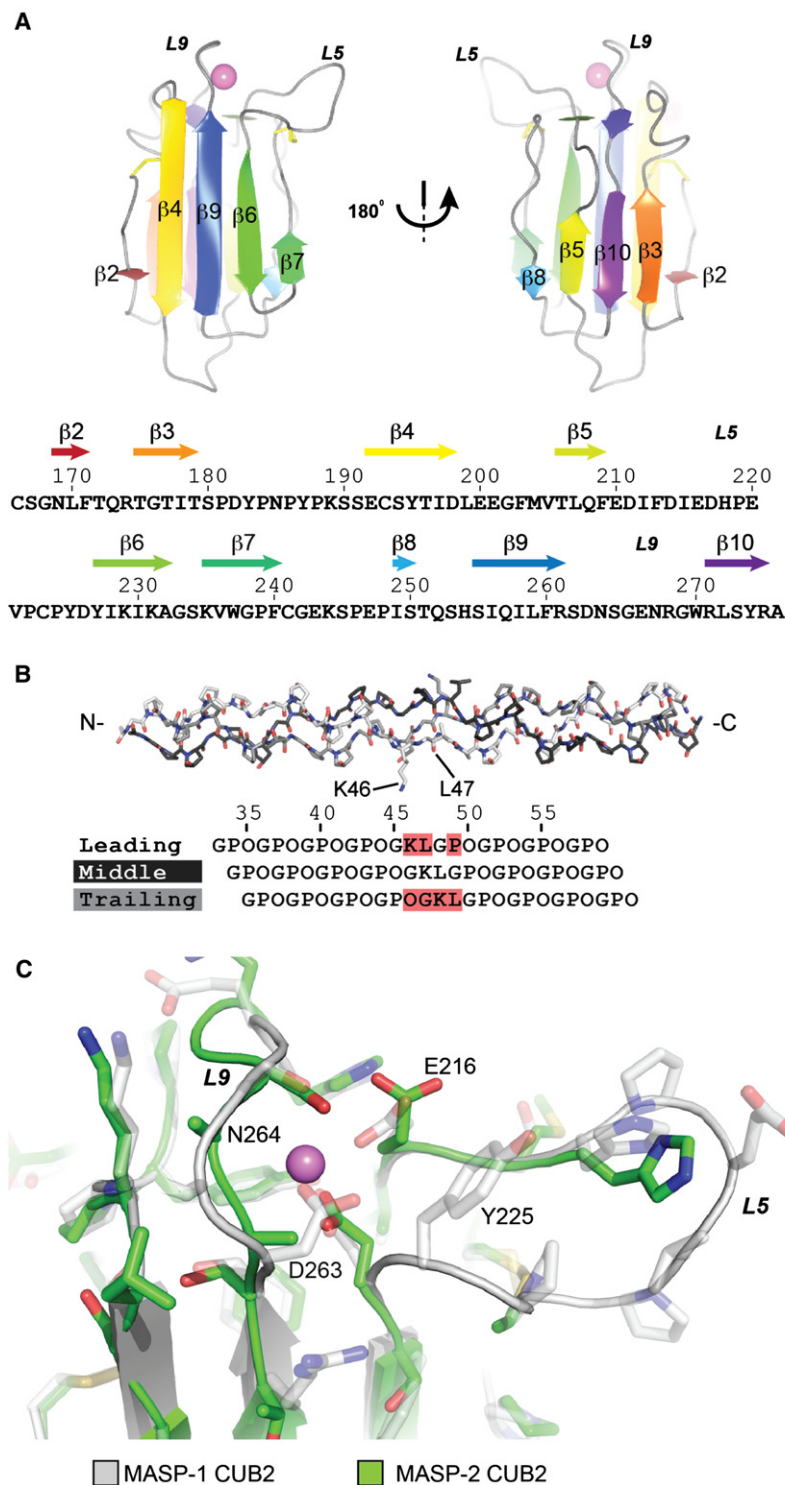 A
L9
L5
L5
L9
β4
β9
β6
β7
β2
180°
β8
β5
β10
β3
β2
β2 β3 β4 β5 L5
170 180 190 200 210 220
CSGNLFTQRTGTITSPDYPNPYPKSSECSYTIDLEEGFMVTLQFEDIFDIEDHPE
β6 β7 β8 β9 L9 β10
230 240 250 260 270
VPCPYDYIKIKAGSKVWGPFCGEKSPEPISTQSHSIQILFRSDNSGENRGWRLSYRA
B
N- -C
K46 L47
35 40 45 50 55
Leading GPOGPOGPOGPOGKLGPOGPOGPOGPO
Middle GPOGPOGPOGPOGKLGPOGPOGPOGPO
Trailing GPOGPOGPOGPOGKLGPOGPOGPOGPO
C
L9
E216
N264
Y225
L5
D263
MASP-1 CUB2 MASP-2 CUB2